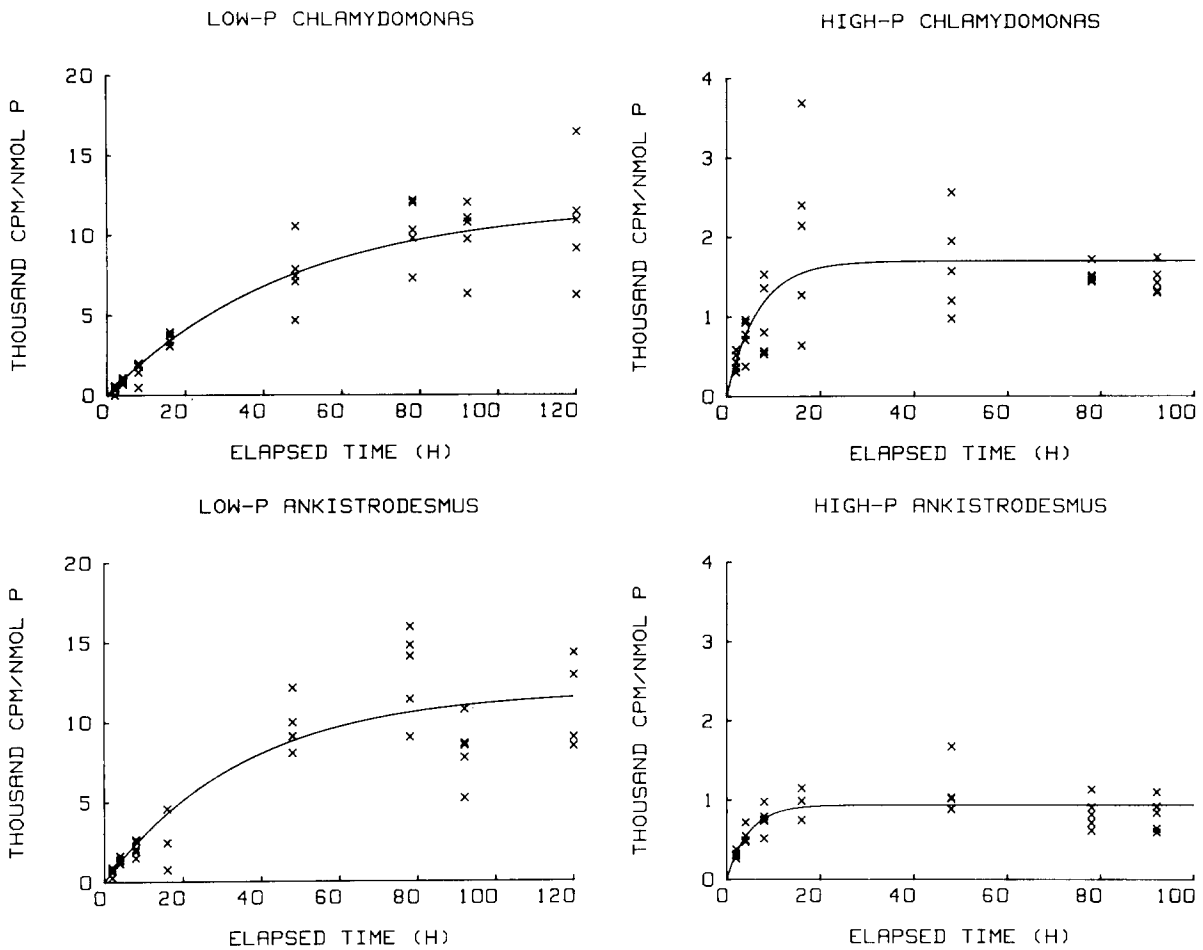 LOW-P CHLAMYDOMONAS
THOUSAND CPM/NMOL P
20
15
10
5
0
0 20 40 60 80 100 120
ELAPSED TIME (H)
HIGH-P CHLAMYDOMONAS
THOUSAND CPM/NMOL P
4
3
2
1
0
0 20 40 60 80 100
ELAPSED TIME (H)
LOW-P ANKISTRODESMUS
THOUSAND CPM/NMOL P
20
15
10
5
0
0 20 40 60 80 100 120
ELAPSED TIME (H)
HIGH-P ANKISTRODESMUS
THOUSAND CPM/NMOL P
4
3
2
1
0
0 20 40 60 80 100
ELAPSED TIME (H)